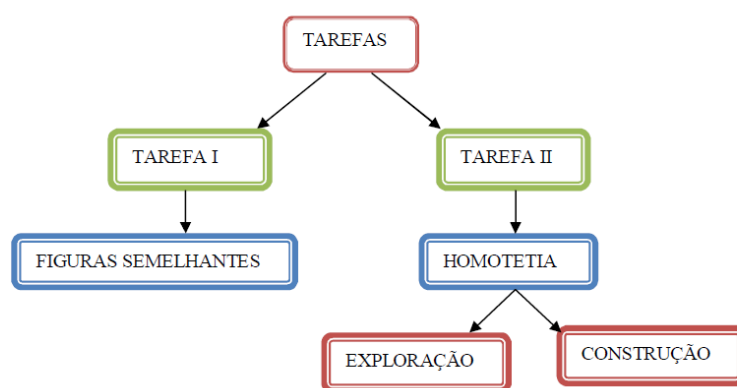 TAREFAS
TAREFA I
TAREFA II
FIGURAS SEMELHANTES
HOMOTETIA
EXPLORAÇÃO
CONSTRUÇÃO